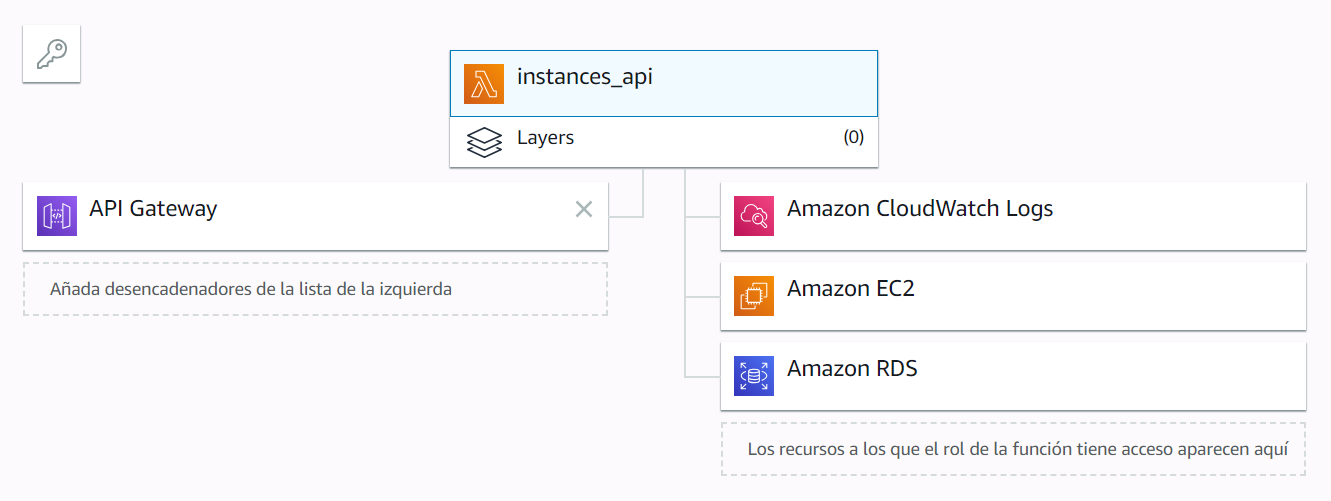 instances_api
Layers (0)
API Gateway
Añada desencadenadores de la lista de la izquierda
Amazon CloudWatch Logs
Amazon EC2
Amazon RDS
Los recursos a los que el rol de la función tiene acceso aparecen aquí